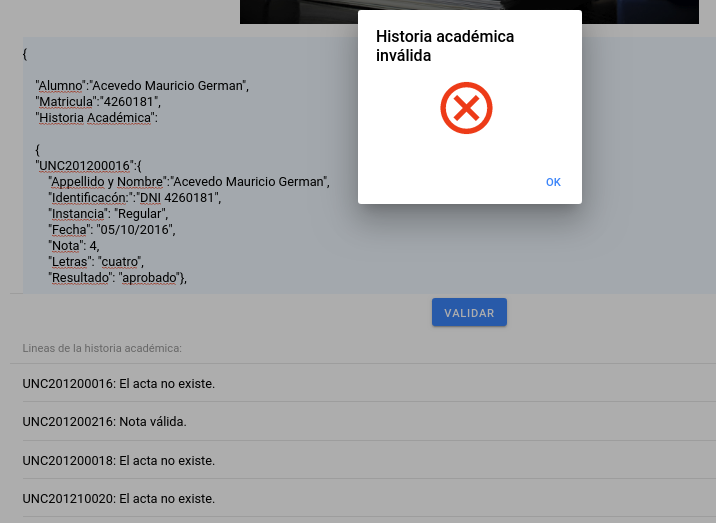 Historia académica
inválida
OK
{
"Alumno":"Acevedo Mauricio German",
"Matricula":"4260181",
"Historia Académica":
{
"UNC201200016":{
"Appellido y Nombre":"Acevedo Mauricio German",
"Identificacón:":"DNI 4260181",
"Instancia": "Regular",
"Fecha": "05/10/2016",
"Nota": 4,
"Letras": "cuatro",
"Resultado": "aprobado"},
VALIDAR
Lineas de la historia académica:
UNC201200016: El acta no existe.
UNC201200216: Nota válida.
UNC201200018: El acta no existe.
UNC201210020: El acta no existe.